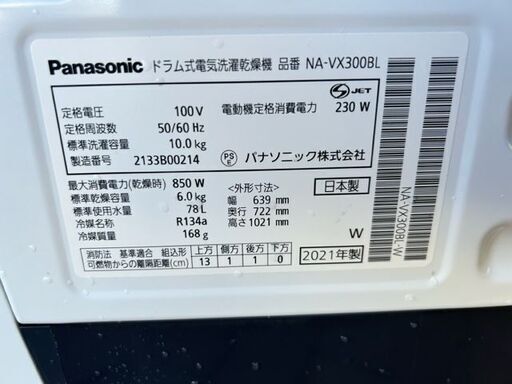 Panasonic ドラム式電気洗濯乾燥機 品番 NA-VX300BL
定格電圧 100 V
定格周波数 50/60 Hz
標準洗濯容量 10.0kg
製造番号 2133B00214
S JET
電動機定格消費電力 230 W
PS E パナソニック株式会社
最大消費電力(乾燥時) 850 W
標準乾燥容量 6.0kg
標準使用水量 78L
冷媒名称 R134a
冷媒質量 168g
<外形寸法>
幅 639 mm
奥行 722 mm
高さ 1021 mm
日本製
W
消防法 基準適合 組込形 上方 側方 後方 下方
可燃物からの離隔距離(cm) 13 1 1 0
2021年製
NA-VX300BL-W